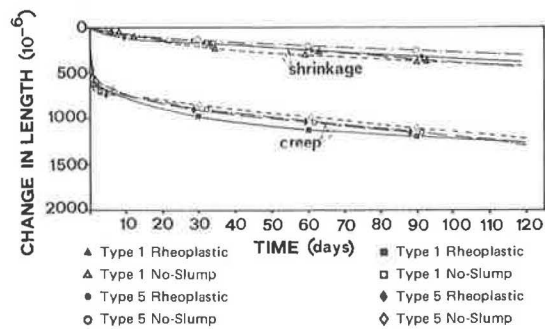 CHANGE IN LENGTH (10-6)
0
500
1000
1500
2000
shrinkage
creep
10 20 30 40 50 60 70 80 90 100 110 120
TIME (days)
▲ Type 1 Rheoplastic
△ Type 1 No-Slump
● Type 5 Rheoplastic
○ Type 5 No-Slump
■ Type 1 Rheoplastic
□ Type 1 No-Slump
♦ Type 5 Rheoplastic
◇ Type 5 No-Slump